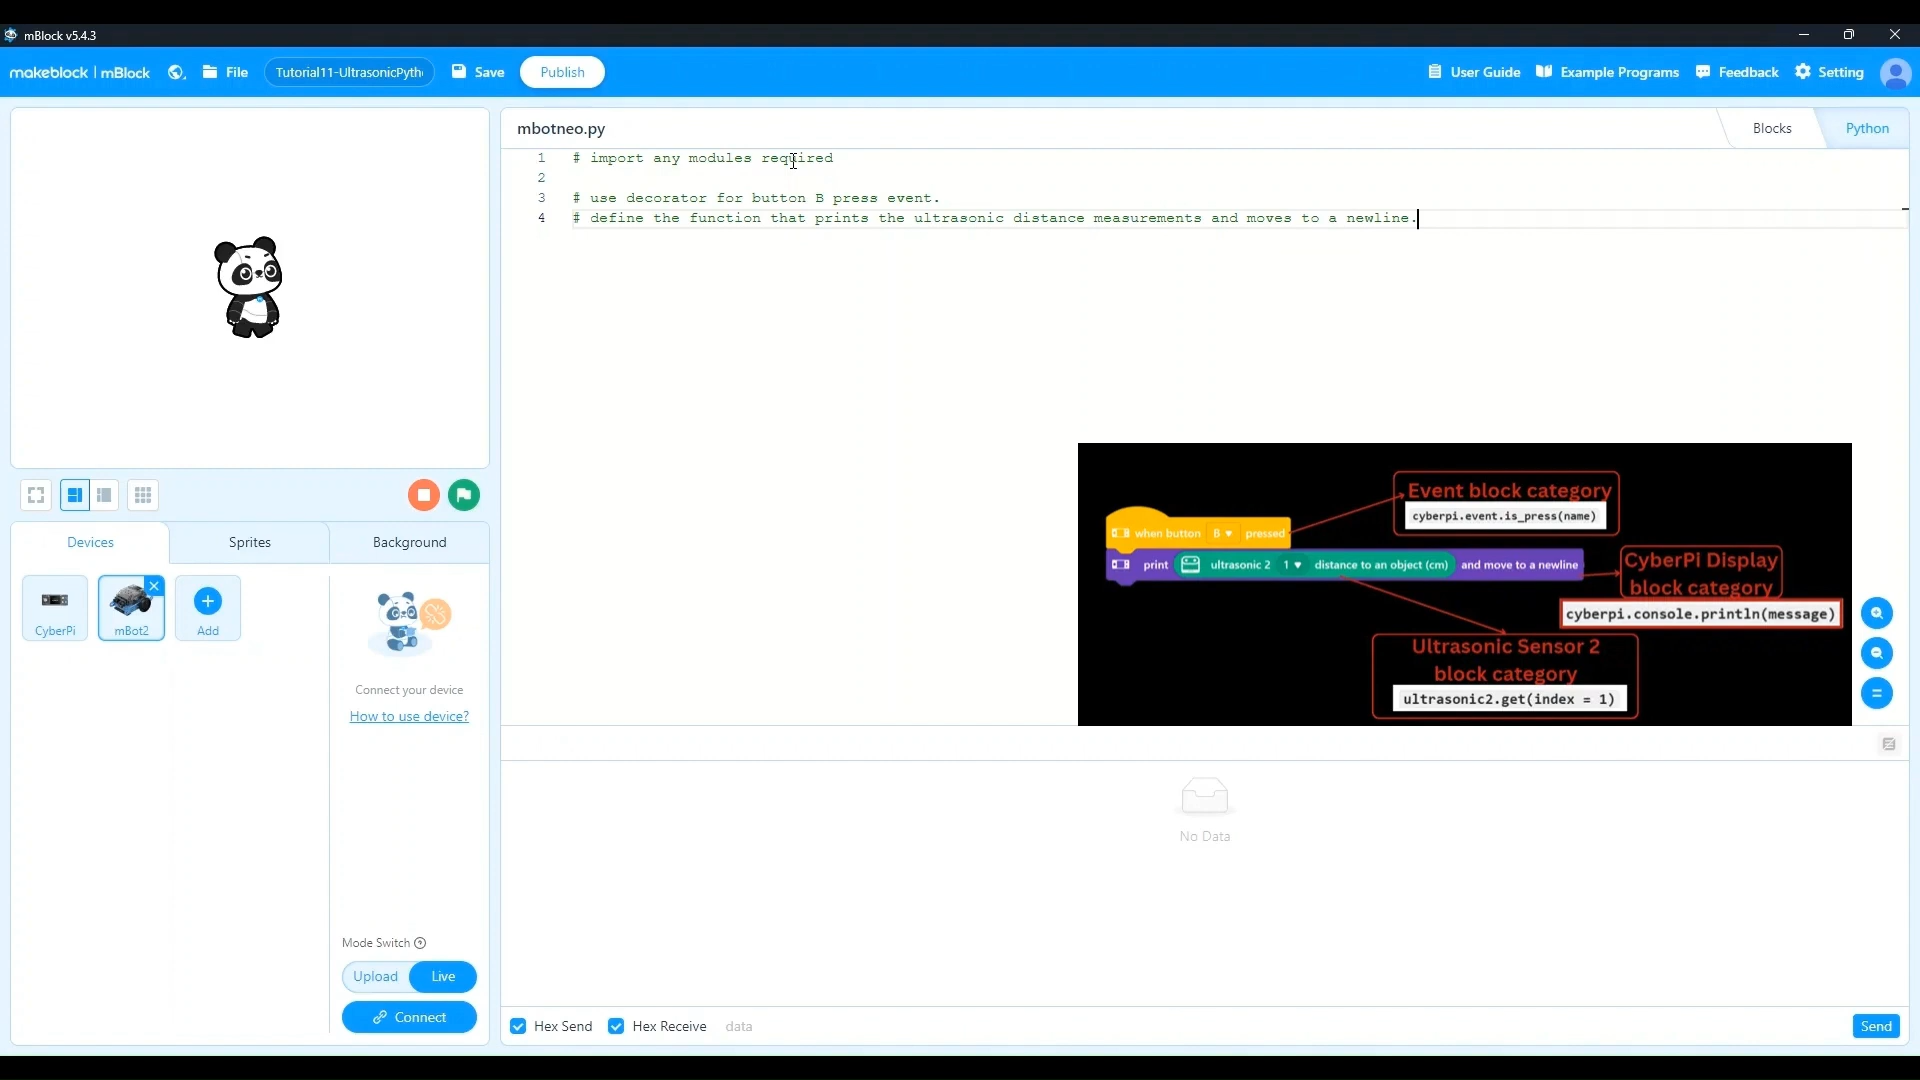 mBlock v5.4.3
makeblock | mBlock File Tutorial11-UltrasonicPyth Save Publish User Guide Example Programs Feedback Setting
mbotneo.py Blocks Python
1 # import any modules required
2
3 # use decorator for button B press event.
4 # define the function that prints the ultrasonic distance measurements and moves to a newline.
Event block category
cyberpi.event.is_press(name)
when button B pressed
print ultrasonic 2 1 distance to an object (cm) and move to a newline
CyberPi Display
block category
cyberpi.console.println(message)
Ultrasonic Sensor 2
block category
ultrasonic2.get(index = 1)
Devices Sprites Background
CyberPi mBot2 Add
Connect your device
How to use device?
Mode Switch
Upload Live
Connect
No Data
Hex Send Hex Receive data Send